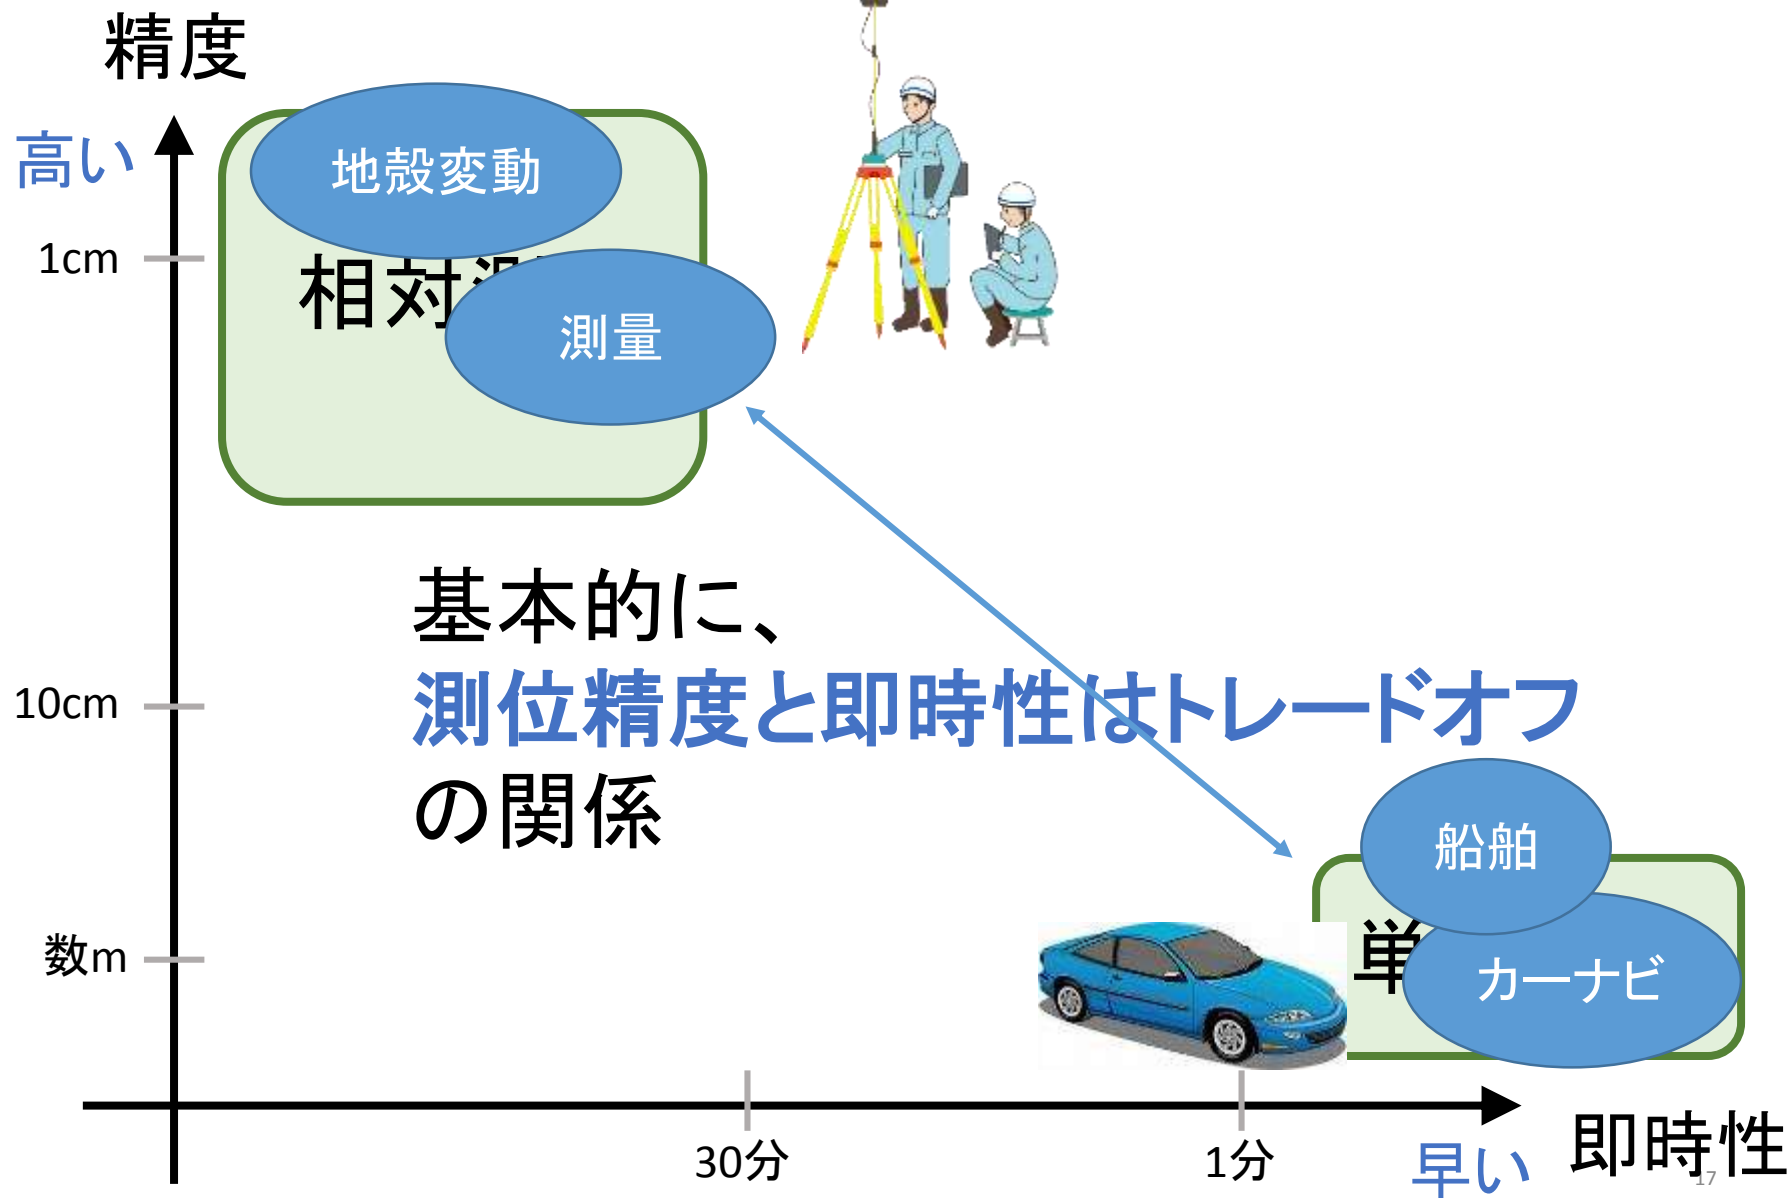 精度
高い
地殻変動
1cm
相対
測量
基本的に、
測位精度と即時性はトレードオフ
の関係
10cm
船舶
数m
単
カーナビ
30分
1分
早い
即時性
17